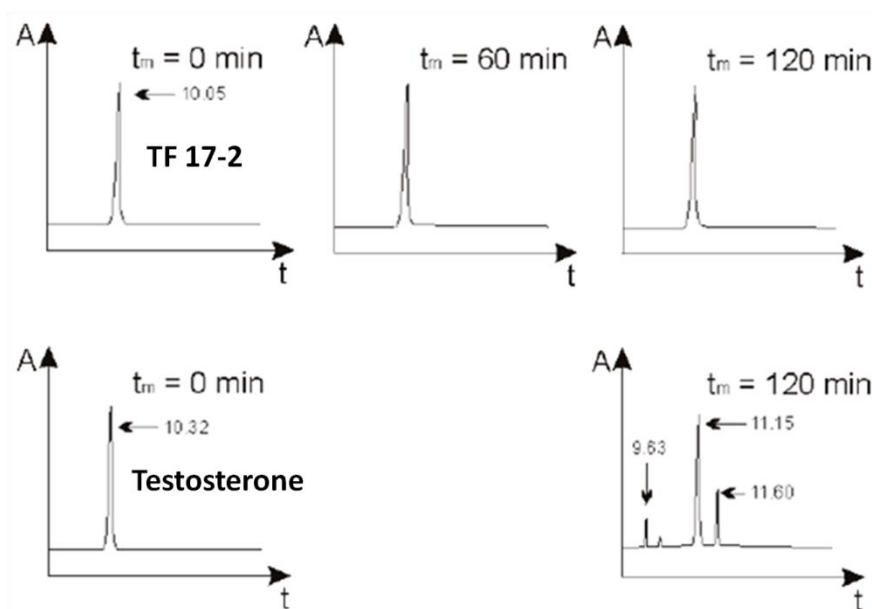 A
tm = 0 min
10.05
TF 17-2
t
A
tm = 60 min
t
A
tm = 120 min
t
A
tm = 0 min
10.32
Testosterone
t
A
tm = 120 min
9.63
11.15
11.60
t